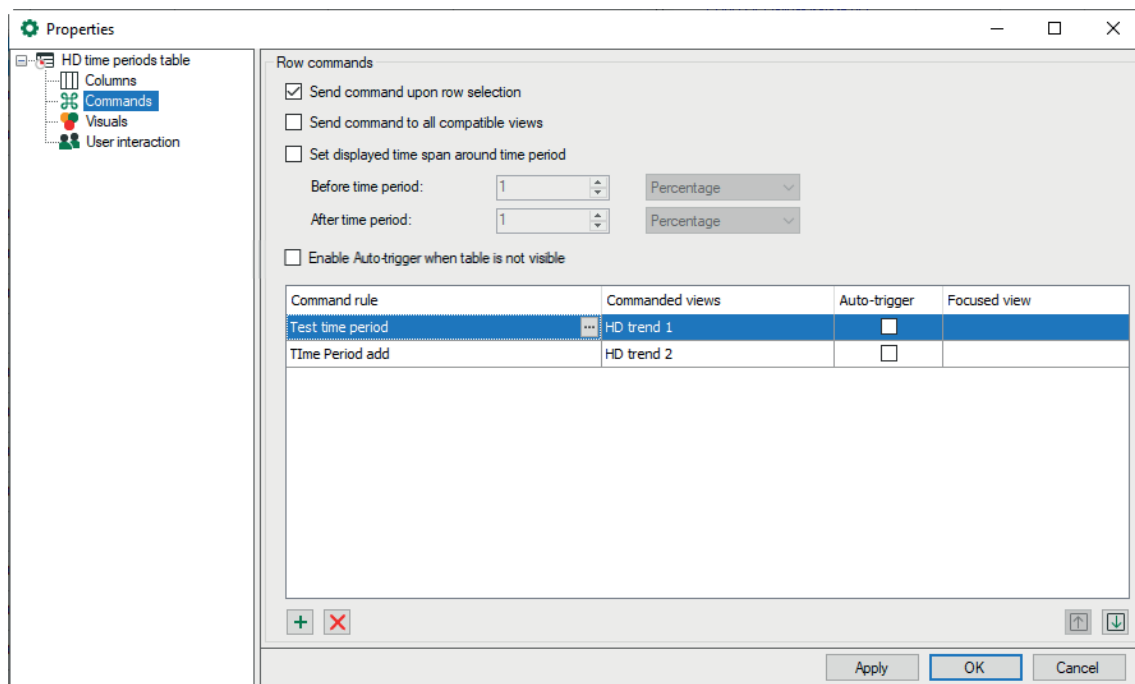 Properties
HD time periods table
Columns
Commands
Visuals
User interaction
Row commands
Send command upon row selection
Send command to all compatible views
Set displayed time span around time period
Before time period: 1 Percentage
After time period: 1 Percentage
Enable Auto-trigger when table is not visible
Command rule Commanded views Auto-trigger Focused view
Test time period ... HD trend 1
TIme Period add HD trend 2
Apply OK Cancel